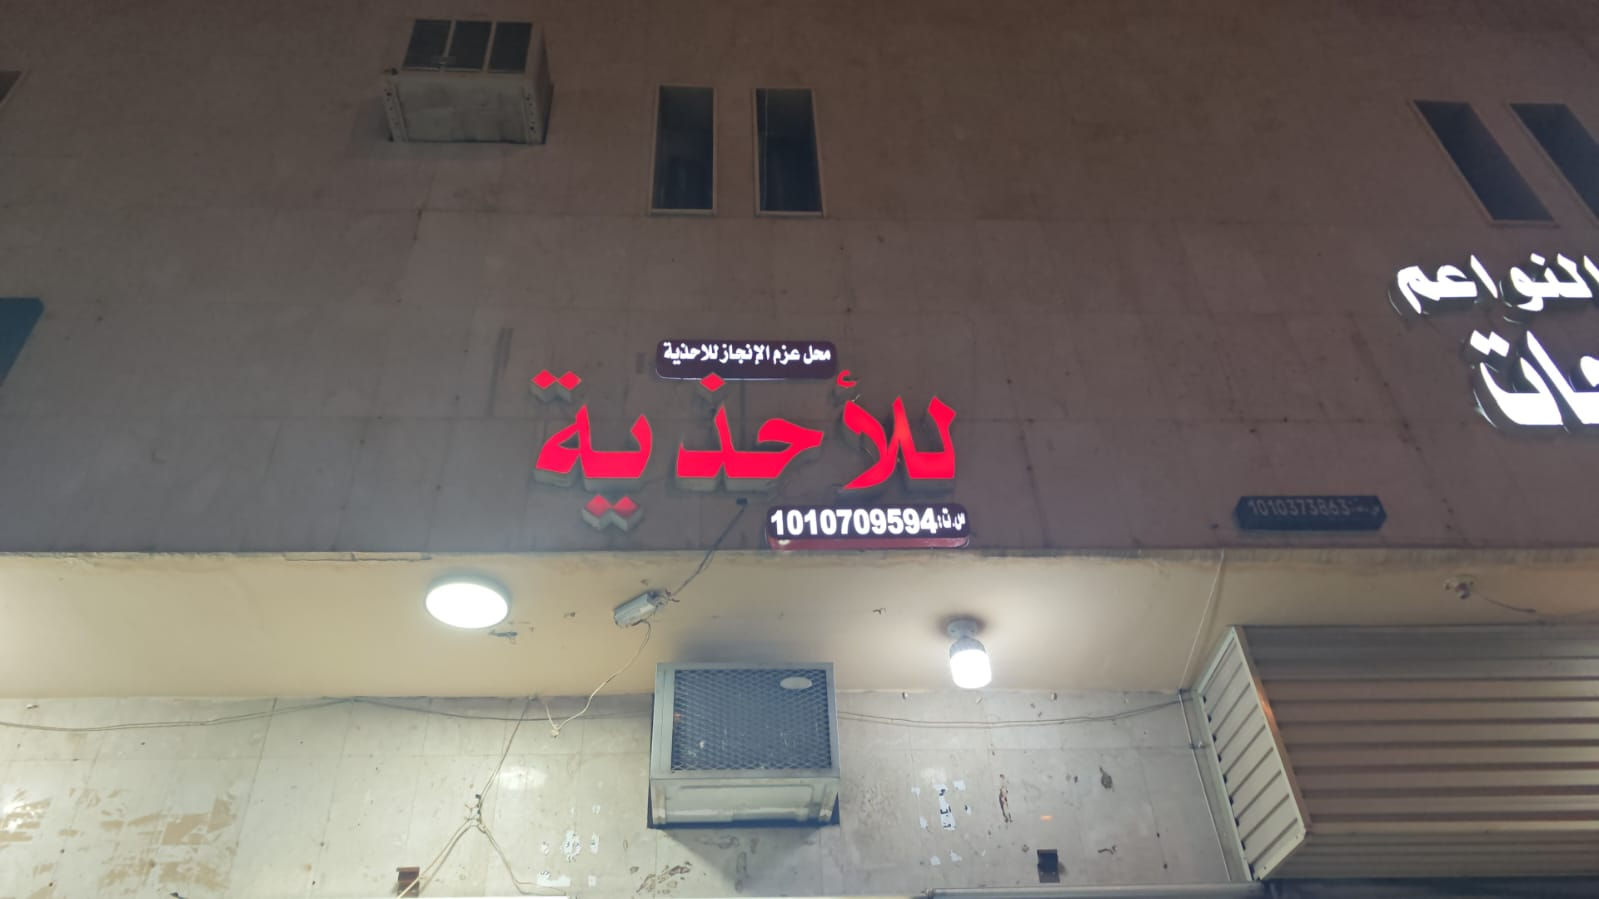 محل عزم الإنجاز للاحذية
للأحذية
س.ت: 1010709594
النواعم
1010373863